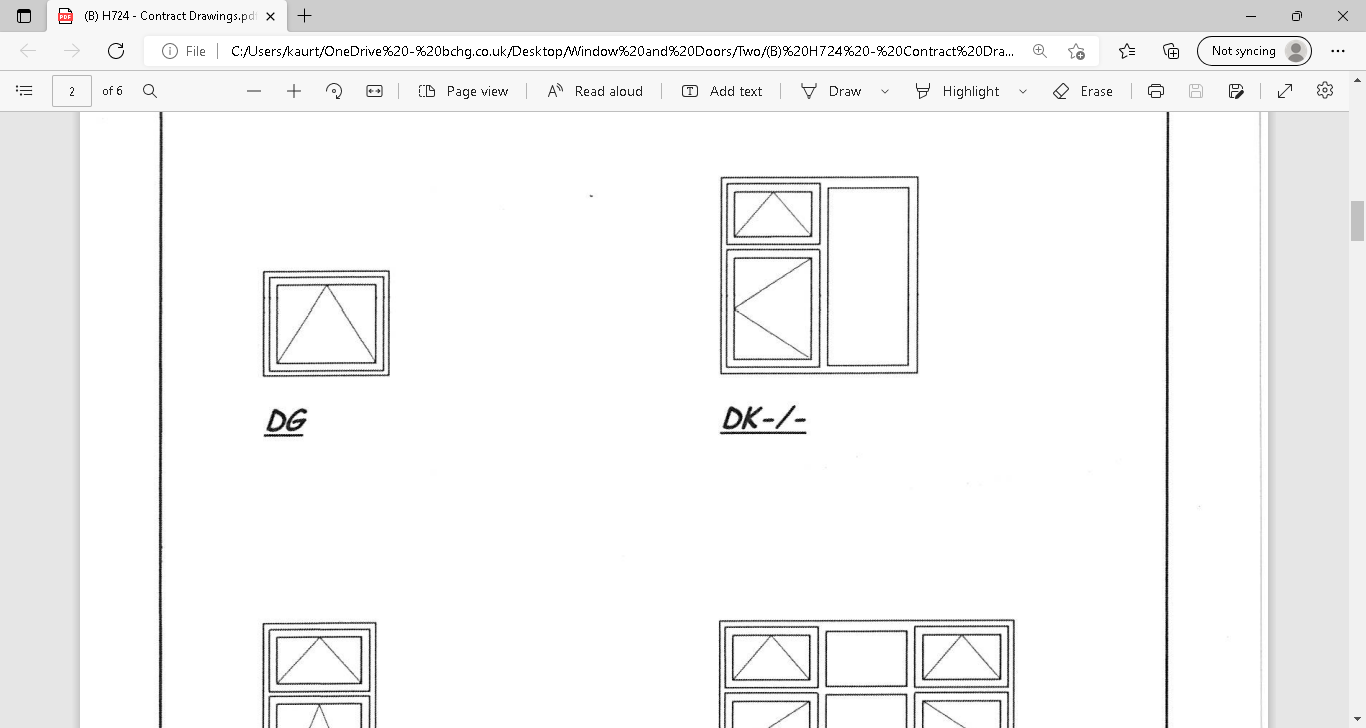 (B) H724 - Contract Drawings.pd
File
C:/Users/kaurt/OneDrive%20-%20bchg.co.uk/Desktop/Window%20and%20Doors/Two/(B)%20H724%20-%20Contract%20Dra...
Not syncing
2 of 6
Page view
Read aloud
Add text
Draw
Highlight
Erase
DG
DK-/-